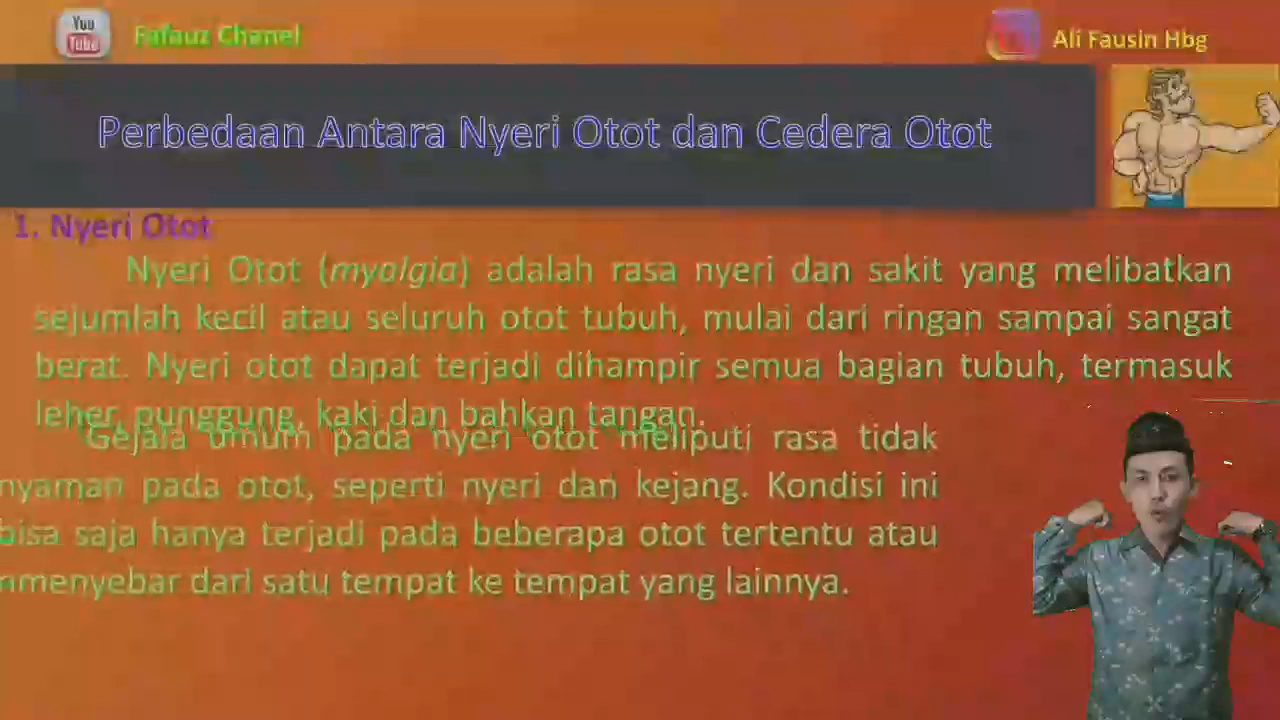 You
Tube
Fafauz Chanel
Ali Fausin Hbg
Perbedaan Antara Nyeri Otot dan Cedera Otot
1. Nyeri Otot
Nyeri Otot (myalgia) adalah rasa nyeri dan sakit yang melibatkan
sejumlah kecil atau seluruh otot tubuh, mulai dari ringan sampai sangat
berat. Nyeri otot dapat terjadi dihampir semua bagian tubuh, termasuk
leher, punggung, kaki dan bahkan tangan.
Gejala umum pada nyeri otot meliputi rasa tidak
nyaman pada otot, seperti nyeri dan kejang. Kondisi ini
bisa saja hanya terjadi pada beberapa otot tertentu atau
mmenyebar dari satu tempat ke tempat yang lainnya.